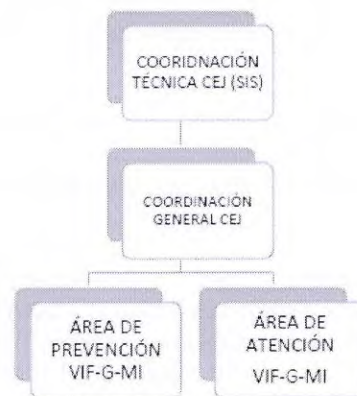 COORIDNACIÓN
TÉCNICA CEJ (SIS)
COORDINACIÓN
GENERAL CEJ
ÁREA DE
PREVENCIÓN
VIF-G-MI
ÁREA DE
ATENCIÓN
VIF-G-MI